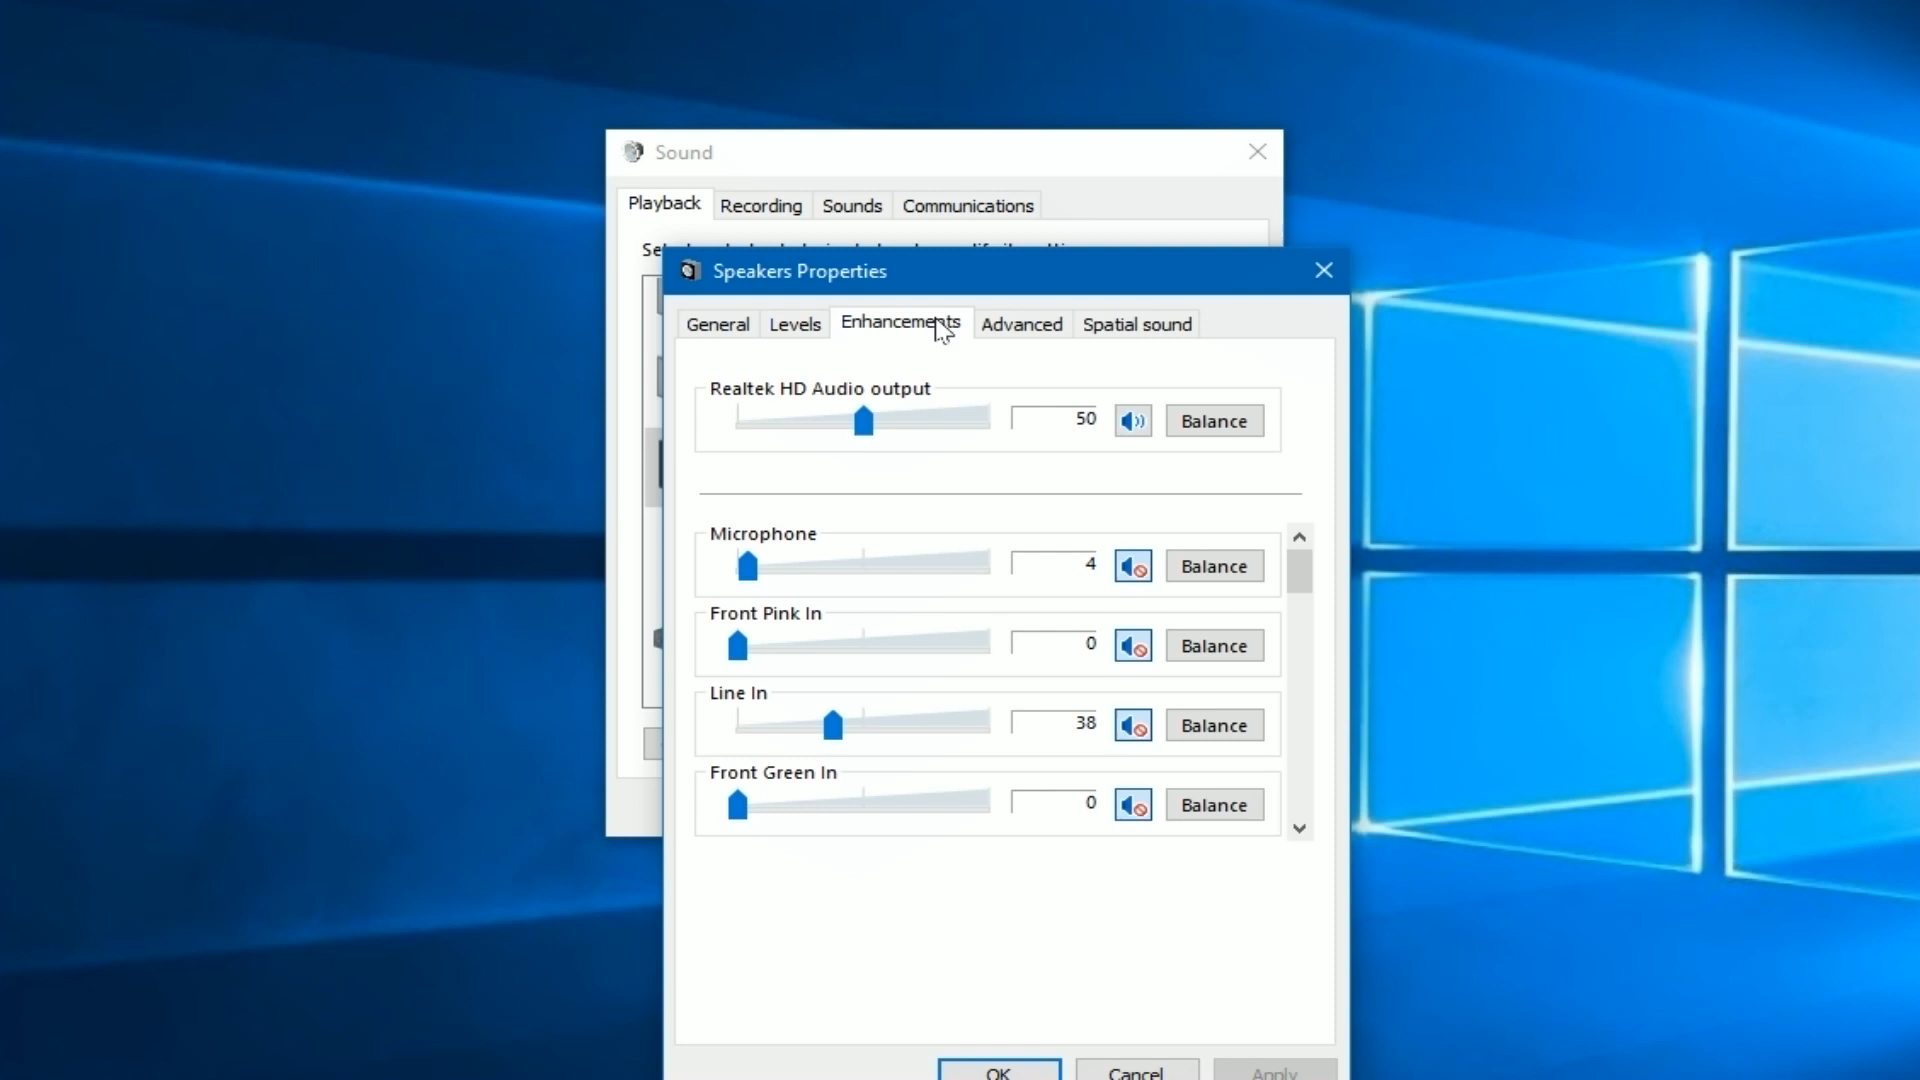 Sound
Playback Recording Sounds Communications
Speakers Properties
General Levels Enhancements Advanced Spatial sound
Realtek HD Audio output
50 Balance
Microphone
4 Balance
Front Pink In
0 Balance
Line In
38 Balance
Front Green In
0 Balance
OK Cancel Apply